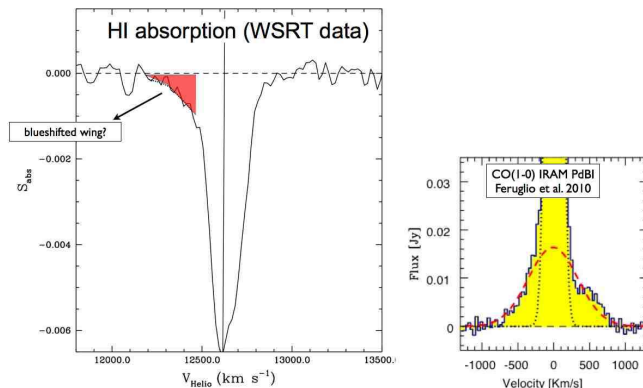 HI absorption (WSRT data)
0.000
blueshifted wing?
−0.002
S_abs
−0.004
−0.006
12000.0 12500.0 13000.0 13500.0
V_Helio (km s⁻¹)
CO(1-0) IRAM PdBI
Feruglio et al. 2010
0.03
0.02
Flux [Jy]
0.01
0
-1000 -500 0 500 1000
Velocity [Km/s]